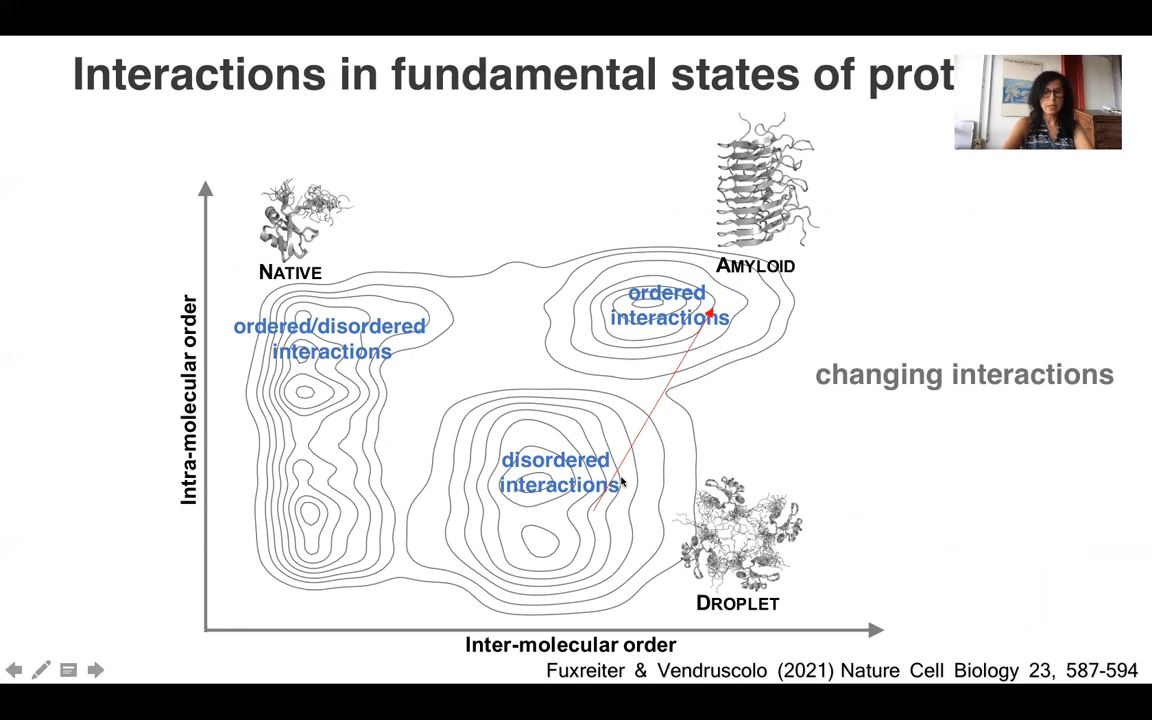 Interactions in fundamental states of prot
NATIVE
AMYLOID
ordered/disordered
interactions
ordered
interactions
changing interactions
Intra-molecular order
disordered
interactions
DROPLET
Inter-molecular order
Fuxreiter & Vendruscolo (2021) Nature Cell Biology 23, 587-594